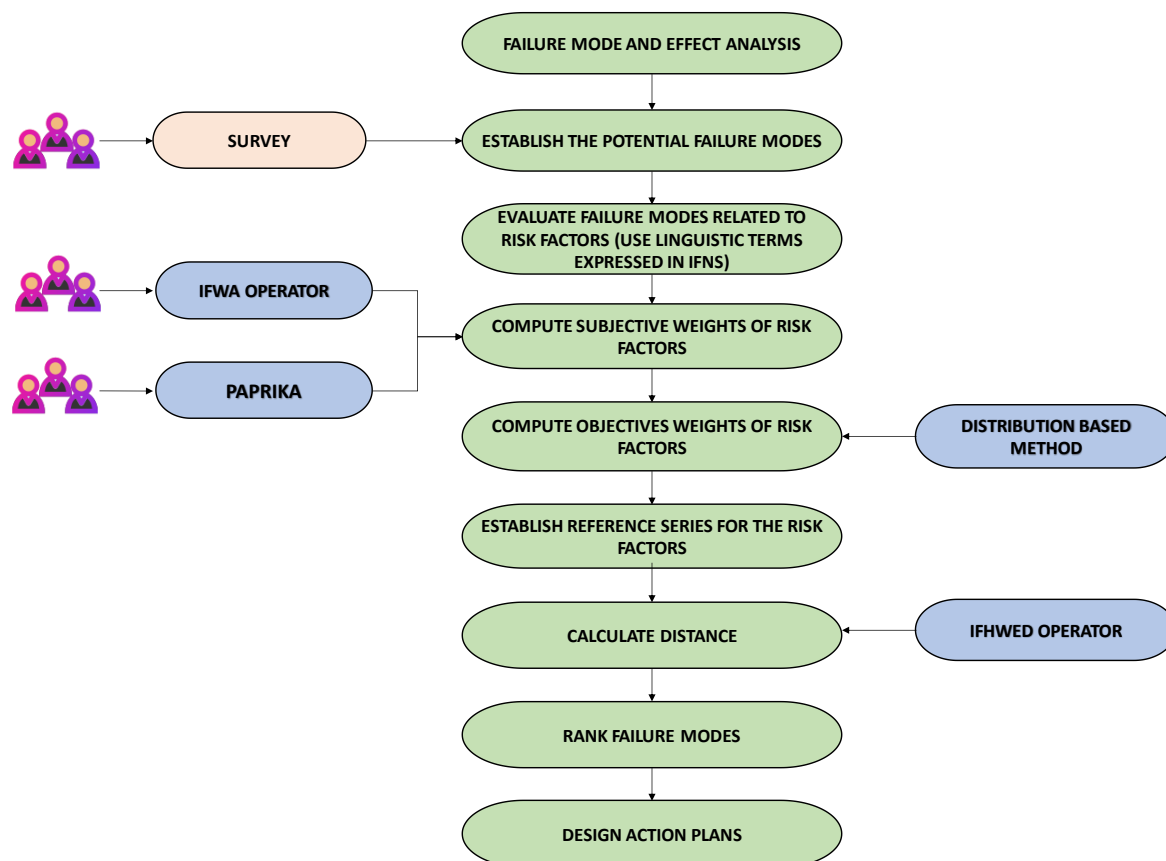 FAILURE MODE AND EFFECT ANALYSIS
SURVEY
ESTABLISH THE POTENTIAL FAILURE MODES
EVALUATE FAILURE MODES RELATED TO
RISK FACTORS (USE LINGUISTIC TERMS
EXPRESSED IN IFNS)
IFWA OPERATOR
COMPUTE SUBJECTIVE WEIGHTS OF RISK
FACTORS
PAPRIKA
COMPUTE OBJECTIVES WEIGHTS OF RISK
FACTORS
DISTRIBUTION BASED
METHOD
ESTABLISH REFERENCE SERIES FOR THE RISK
FACTORS
CALCULATE DISTANCE
IFHWED OPERATOR
RANK FAILURE MODES
DESIGN ACTION PLANS